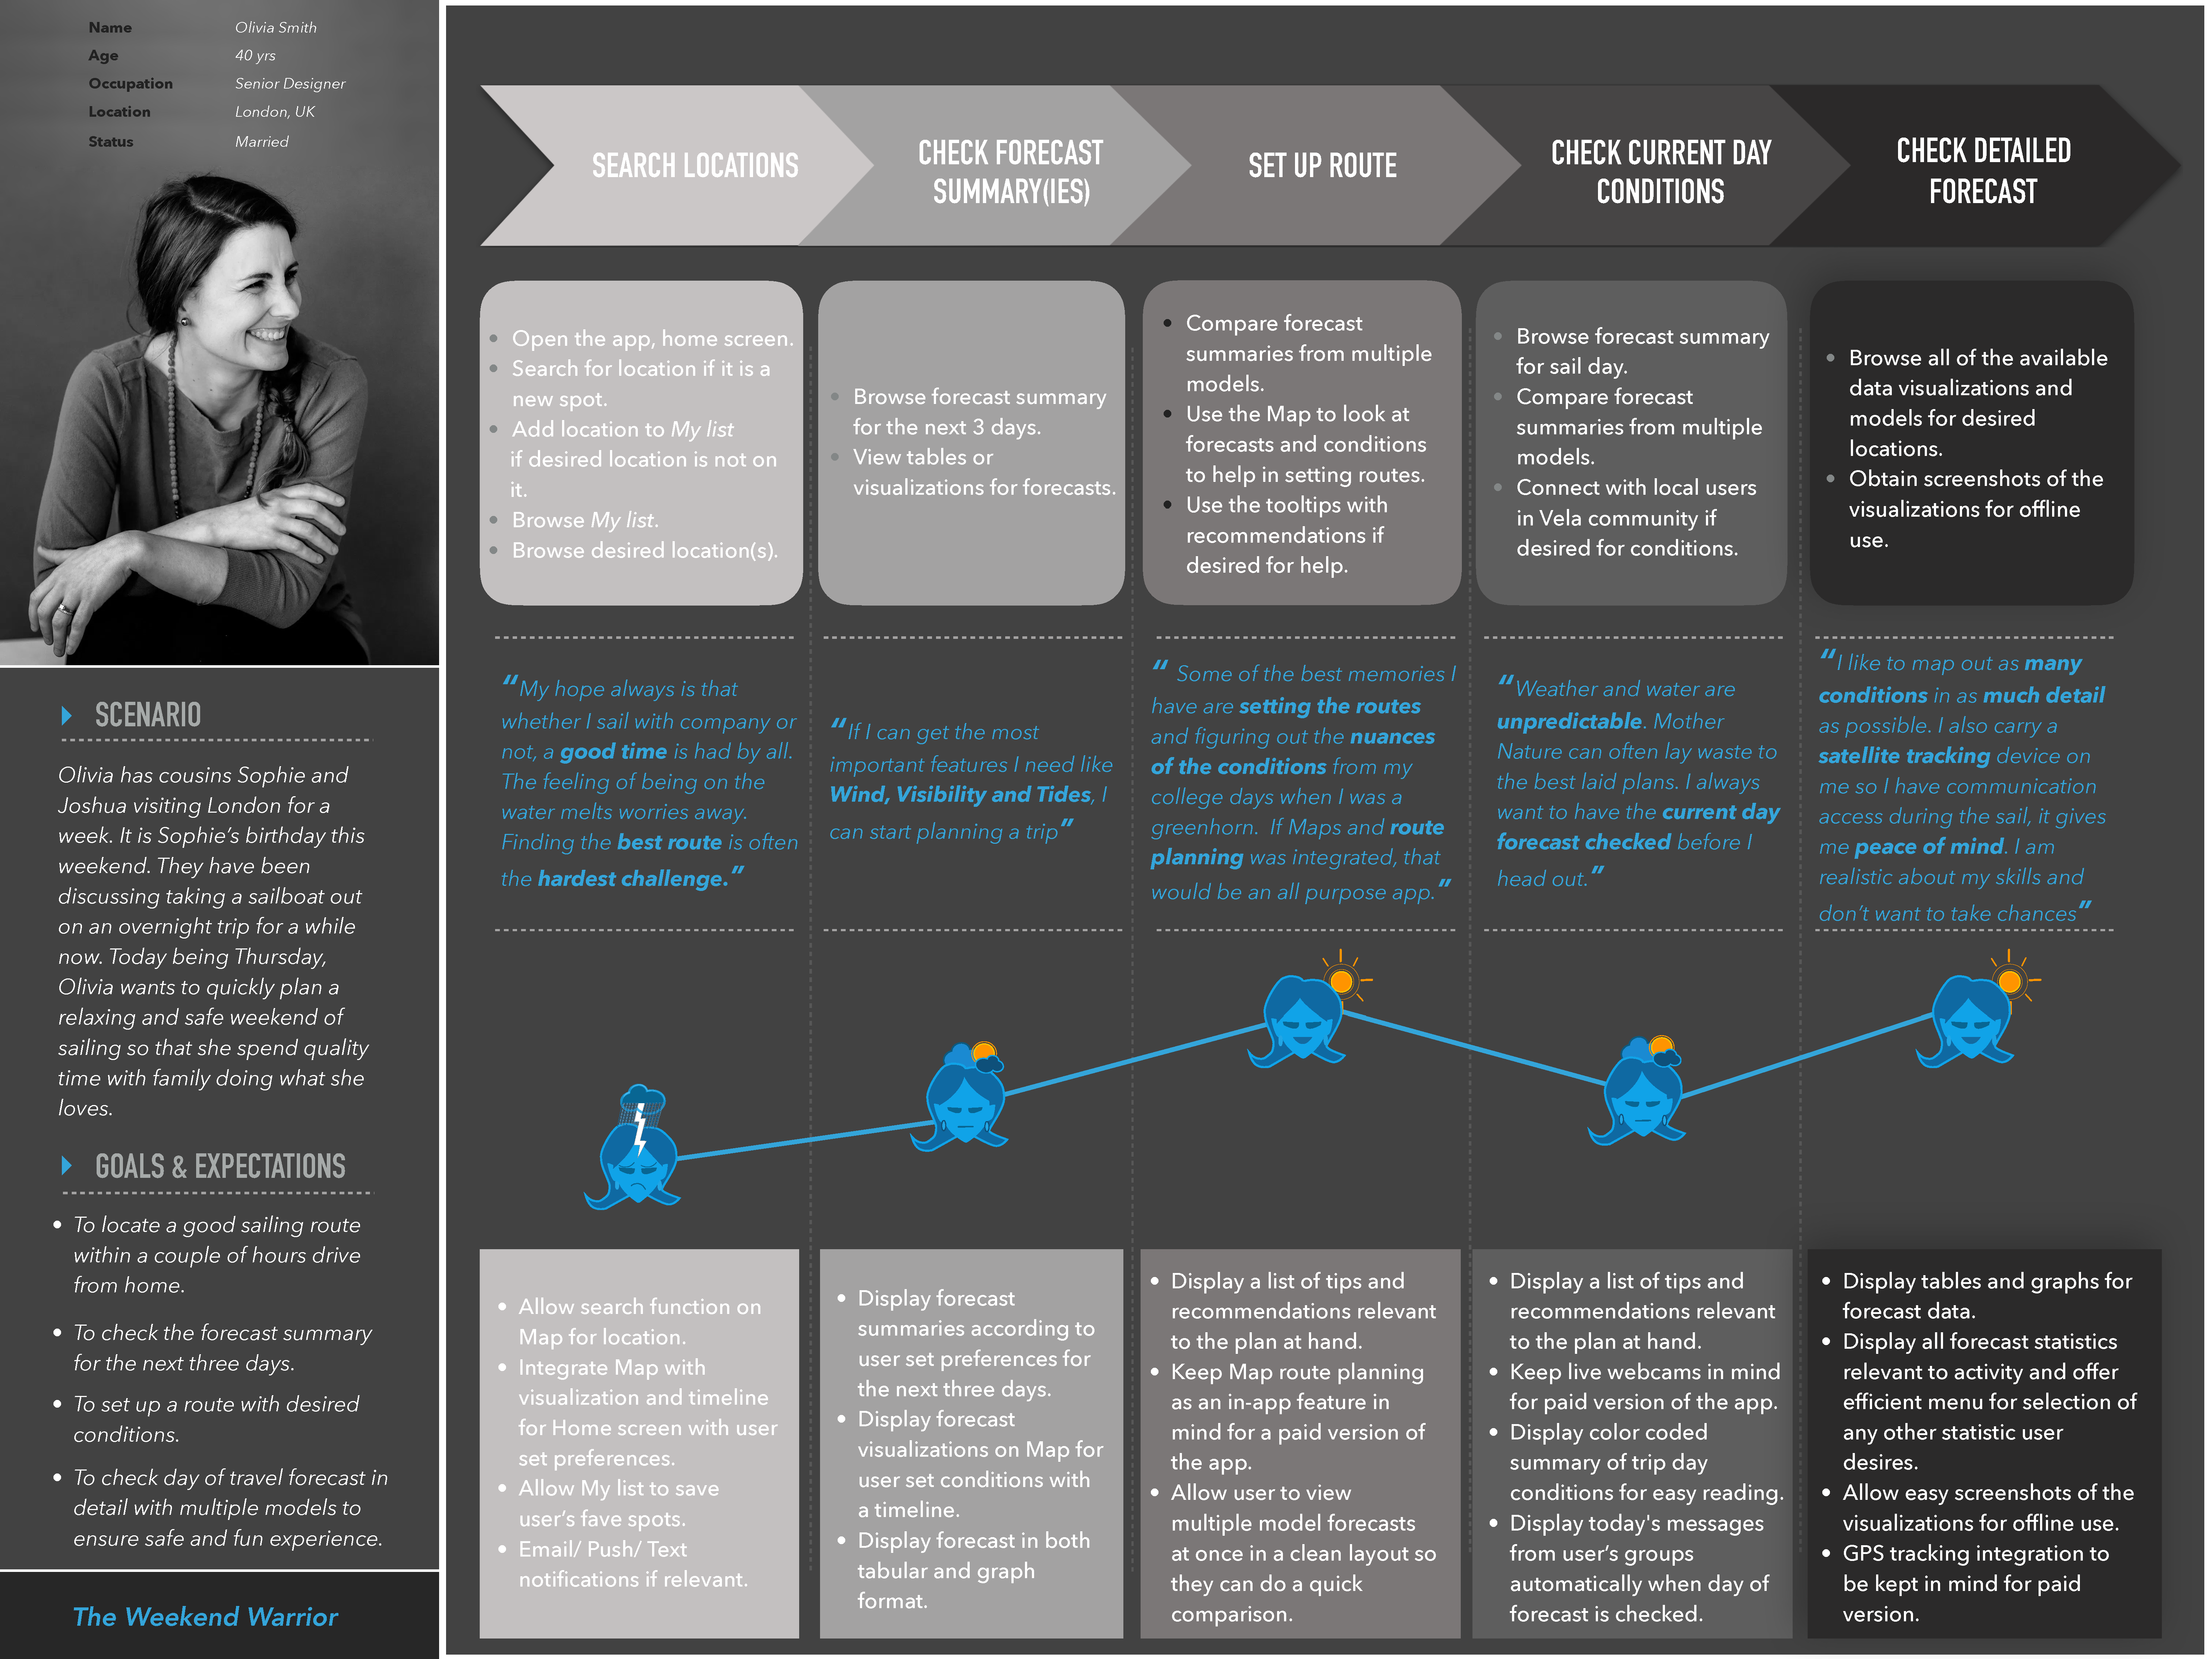 Name Olivia Smith
Age 40 yrs
Occupation Senior Designer
Location London, UK
Status Married
SCENARIO
Olivia has cousins Sophie and
Joshua visiting London for a
week. It is Sophie's birthday this
weekend. They have been
discussing taking a sailboat out
on an overnight trip for a while
now. Today being Thursday,
Olivia wants to quickly plan a
relaxing and safe weekend of
sailing so that she spend quality
time with family doing what she
loves.
GOALS & EXPECTATIONS
• To locate a good sailing route
within a couple of hours drive
from home.
• To check the forecast summary
for the next three days.
• To set up a route with desired
conditions.
• To check day of travel forecast in
detail with multiple models to
ensure safe and fun experience.
The Weekend Warrior
SEARCH LOCATIONS
CHECK FORECAST
SUMMARY(IES)
SET UP ROUTE
CHECK CURRENT DAY
CONDITIONS
CHECK DETAILED
FORECAST
• Open the app, home screen.
• Search for location if it is a
new spot.
• Add location to My list
if desired location is not on
it.
• Browse My list.
• Browse desired location(s).
• Browse forecast summary
for the next 3 days.
• View tables or
visualizations for forecasts.
• Compare forecast
summaries from multiple
models.
• Use the Map to look at
forecasts and conditions
to help in setting routes.
• Use the tooltips with
recommendations if
desired for help.
• Browse forecast summary
for sail day.
• Compare forecast
summaries from multiple
models.
• Connect with local users
in Vela community if
desired for conditions.
• Browse all of the available
data visualizations and
models for desired
locations.
• Obtain screenshots of the
visualizations for offline
use.
“My hope always is that
whether I sail with company or
not, a good time is had by all.
The feeling of being on the
water melts worries away.
Finding the best route is often
the hardest challenge.”
“If I can get the most
important features I need like
Wind, Visibility and Tides, I
can start planning a trip”
“ Some of the best memories I
have are setting the routes
and figuring out the nuances
of the conditions from my
college days when I was a
greenhorn. If Maps and route
planning was integrated, that
would be an all purpose app.”
“Weather and water are
unpredictable. Mother
Nature can often lay waste to
the best laid plans. I always
want to have the current day
forecast checked before I
head out.”
“I like to map out as many
conditions in as much detail
as possible. I also carry a
satellite tracking device on
me so I have communication
access during the sail, it gives
me peace of mind. I am
realistic about my skills and
don't want to take chances”
• Allow search function on
Map for location.
• Integrate Map with
visualization and timeline
for Home screen with user
set preferences.
• Allow My list to save
user's fave spots.
• Email/ Push/ Text
notifications if relevant.
• Display forecast
summaries according to
user set preferences for
the next three days.
• Display forecast
visualizations on Map for
user set conditions with
a timeline.
• Display forecast in both
tabular and graph
format.
• Display a list of tips and
recommendations relevant
to the plan at hand.
• Keep Map route planning
as an in-app feature in
mind for a paid version of
the app.
• Allow user to view
multiple model forecasts
at once in a clean layout so
they can do a quick
comparison.
• Display a list of tips and
recommendations relevant
to the plan at hand.
• Keep live webcams in mind
for paid version of the app.
• Display color coded
summary of trip day
conditions for easy reading.
• Display today's messages
from user's groups
automatically when day of
forecast is checked.
• Display tables and graphs for
forecast data.
• Display all forecast statistics
relevant to activity and offer
efficient menu for selection of
any other statistic user
desires.
• Allow easy screenshots of the
visualizations for offline use.
• GPS tracking integration to
be kept in mind for paid
version.